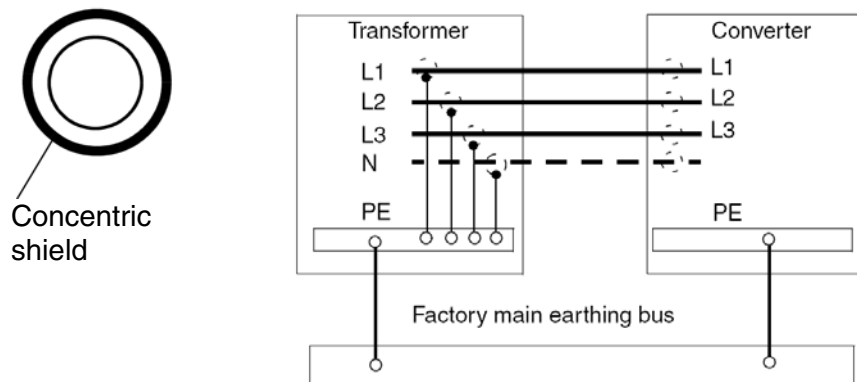 Concentric
shield
Transformer
Converter
L1
L1
L2
L2
L3
L3
N
PE
PE
Factory main earthing bus